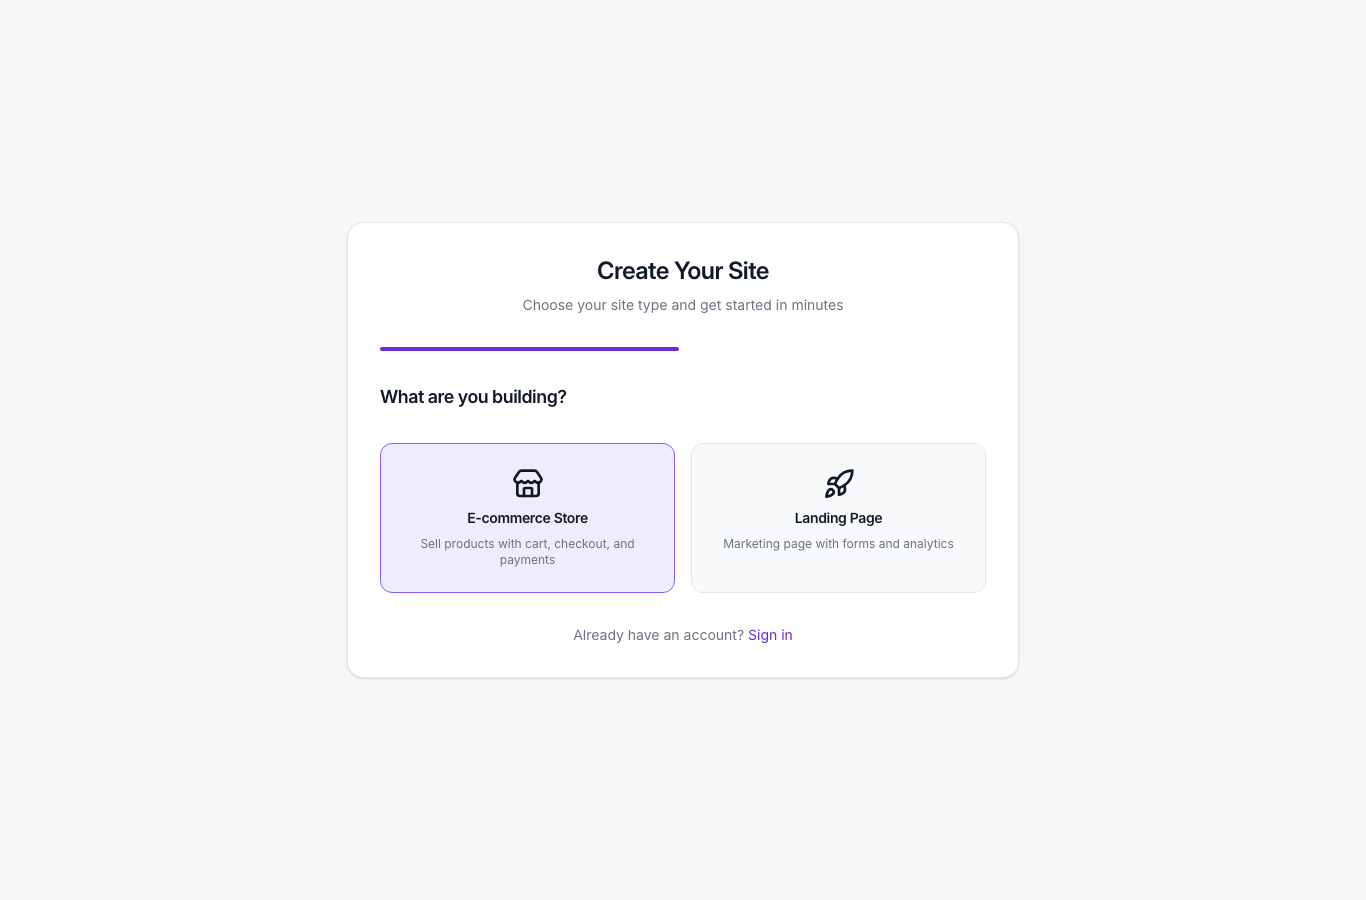 Create Your Site
Choose your site type and get started in minutes
What are you building?
E-commerce Store
Sell products with cart, checkout, and
payments
Landing Page
Marketing page with forms and analytics
Already have an account? Sign in